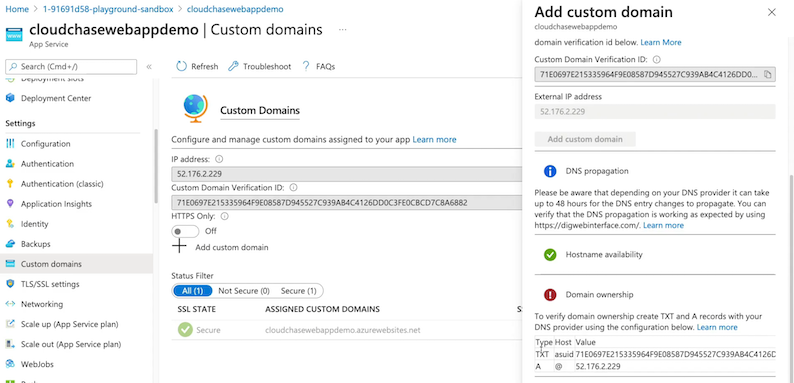 Home > 1-91691d58-playground-sandbox > cloudchasewebappdemo
cloudchasewebappdemo | Custom domains ...
App Service
Search (Cmd+/) «
Deployment slots
Deployment Center
Settings
Configuration
Authentication
Authentication (classic)
Application Insights
Identity
Backups
Custom domains
TLS/SSL settings
Networking
Scale up (App Service plan)
Scale out (App Service plan)
WebJobs
Refresh Troubleshoot FAQs
Custom Domains
Configure and manage custom domains assigned to your app Learn more
IP address:
52.176.2.229
Custom Domain Verification ID:
71E0697E215335964F9E08587D945527C939AB4C4126DD0C3FE0CBCD7C8A6882
HTTPS Only:
Off
Add custom domain
Status Filter
All (1) Not Secure (0) Secure (1)
SSL STATE ASSIGNED CUSTOM DOMAINS S
Secure cloudchasewebappdemo.azurewebsites.net
Add custom domain
cloudchasewebappdemo
domain verification id below. Learn More
Custom Domain Verification ID:
71E0697E215335964F9E08587D945527C939AB4C4126DD0...
External IP address
52.176.2.229
Add custom domain
DNS propagation
Please be aware that depending on your DNS provider it can take
up to 48 hours for the DNS entry changes to propagate. You can
verify that the DNS propagation is working as expected by using
https://digwebinterface.com/. Learn more
Hostname availability
Domain ownership
To verify domain ownership create TXT and A records with your
DNS provider using the configuration below. Learn more
Type Host Value
TXT asuid 71E0697E215335964F9E08587D945527C939AB4C4126D
A @ 52.176.2.229